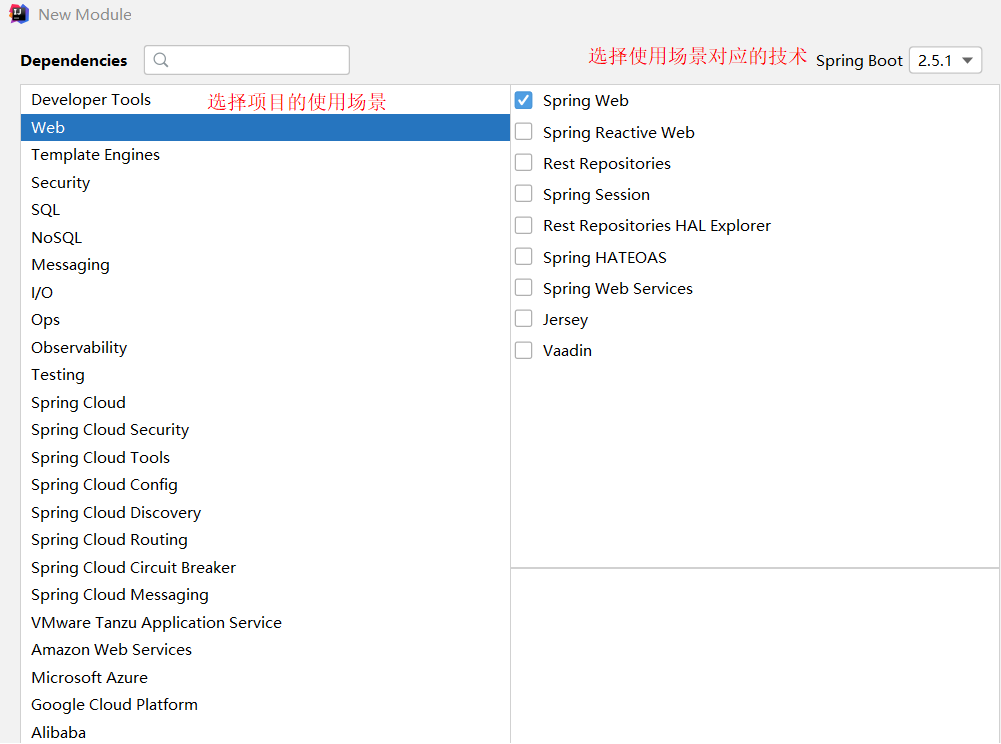 New Module
Dependencies
选择使用场景对应的技术
Spring Boot 2.5.1
Developer Tools
选择项目的使用场景
Web
Template Engines
Security
SQL
NoSQL
Messaging
I/O
Ops
Observability
Testing
Spring Cloud
Spring Cloud Security
Spring Cloud Tools
Spring Cloud Config
Spring Cloud Discovery
Spring Cloud Routing
Spring Cloud Circuit Breaker
Spring Cloud Messaging
VMware Tanzu Application Service
Amazon Web Services
Microsoft Azure
Google Cloud Platform
Alibaba
Spring Web
Spring Reactive Web
Rest Repositories
Spring Session
Rest Repositories HAL Explorer
Spring HATEOAS
Spring Web Services
Jersey
Vaadin